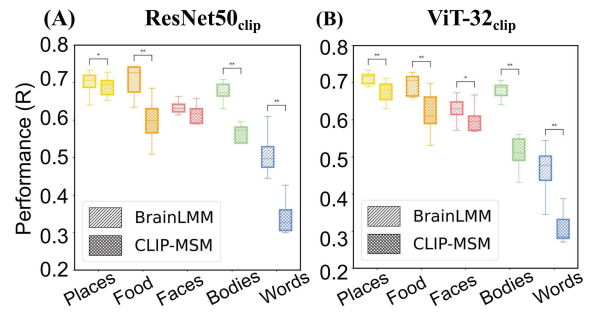 (A) ResNet50clip
Performance (R)
0.8
0.7
0.6
0.5
0.4
0.3
0.2
*
**
**
**
BrainLMM
CLIP-MSM
Places Food Faces Bodies Words
(B) ViT-32clip
0.8
0.7
0.6
0.5
0.4
0.3
0.2
**
**
*
**
**
BrainLMM
CLIP-MSM
Places Food Faces Bodies Words